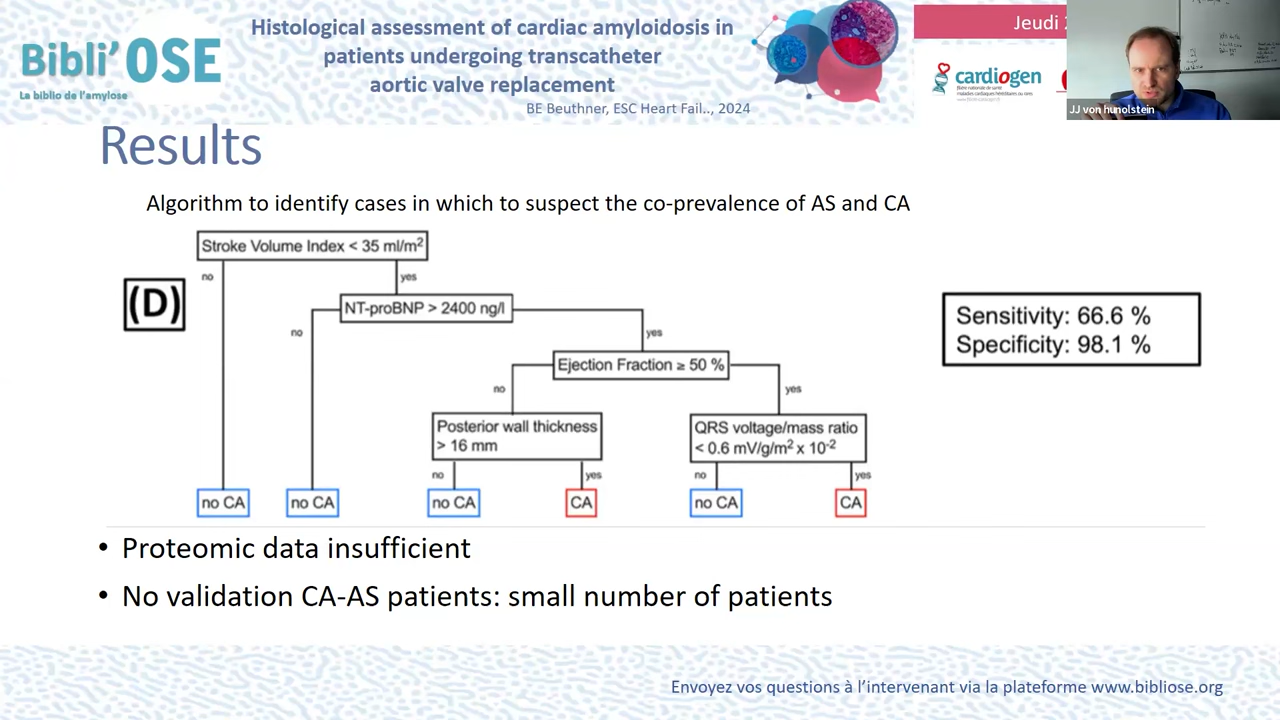 Bibli'OSE
La biblio de l'amylose
Histological assessment of cardiac amyloidosis in
patients undergoing transcatheter
aortic valve replacement
BE Beuthner, ESC Heart Fail.., 2024
Jeudi
cardiogen
JJ von hunolstein
Results
Algorithm to identify cases in which to suspect the co-prevalence of AS and CA
(D)
Stroke Volume Index < 35 ml/m²
no
yes
NT-proBNP > 2400 ng/l
no
yes
Ejection Fraction ≥ 50 %
no
yes
Posterior wall thickness
> 16 mm
QRS voltage/mass ratio
< 0.6 mV/g/m² x 10⁻²
no
yes
no
yes
no CA
no CA
no CA
CA
no CA
CA
Sensitivity: 66.6 %
Specificity: 98.1 %
• Proteomic data insufficient
• No validation CA-AS patients: small number of patients
Envoyez vos questions à l'intervenant via la plateforme www.bibliose.org